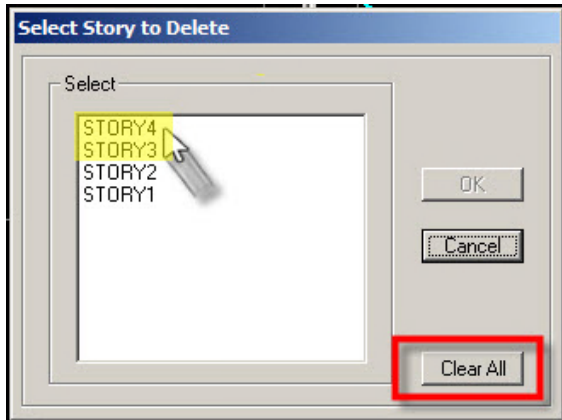 Select Story to Delete
Select
STORY4
STORY3
STORY2
STORY1
OK
Cancel
Clear All